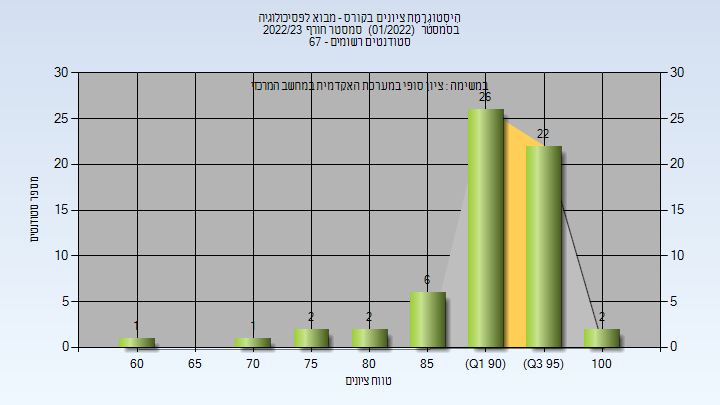 היסטוגרמת ציונים בקורס - מבוא לפסיכולוגיה
בסמסטר (01/2022) סמסטר חורף 2022/23
סטודנטים רשומים - 67
במשימה : ציון סופי במערכת האקדמית במחשב המרכזי
מספר סטודנטים
30 25 20 15 10 5 0
30 25 20 15 10 5 0
1 1 2 2 6 26 22 2
60 65 70 75 80 85 (Q1 90) (Q3 95) 100
טווח ציונים